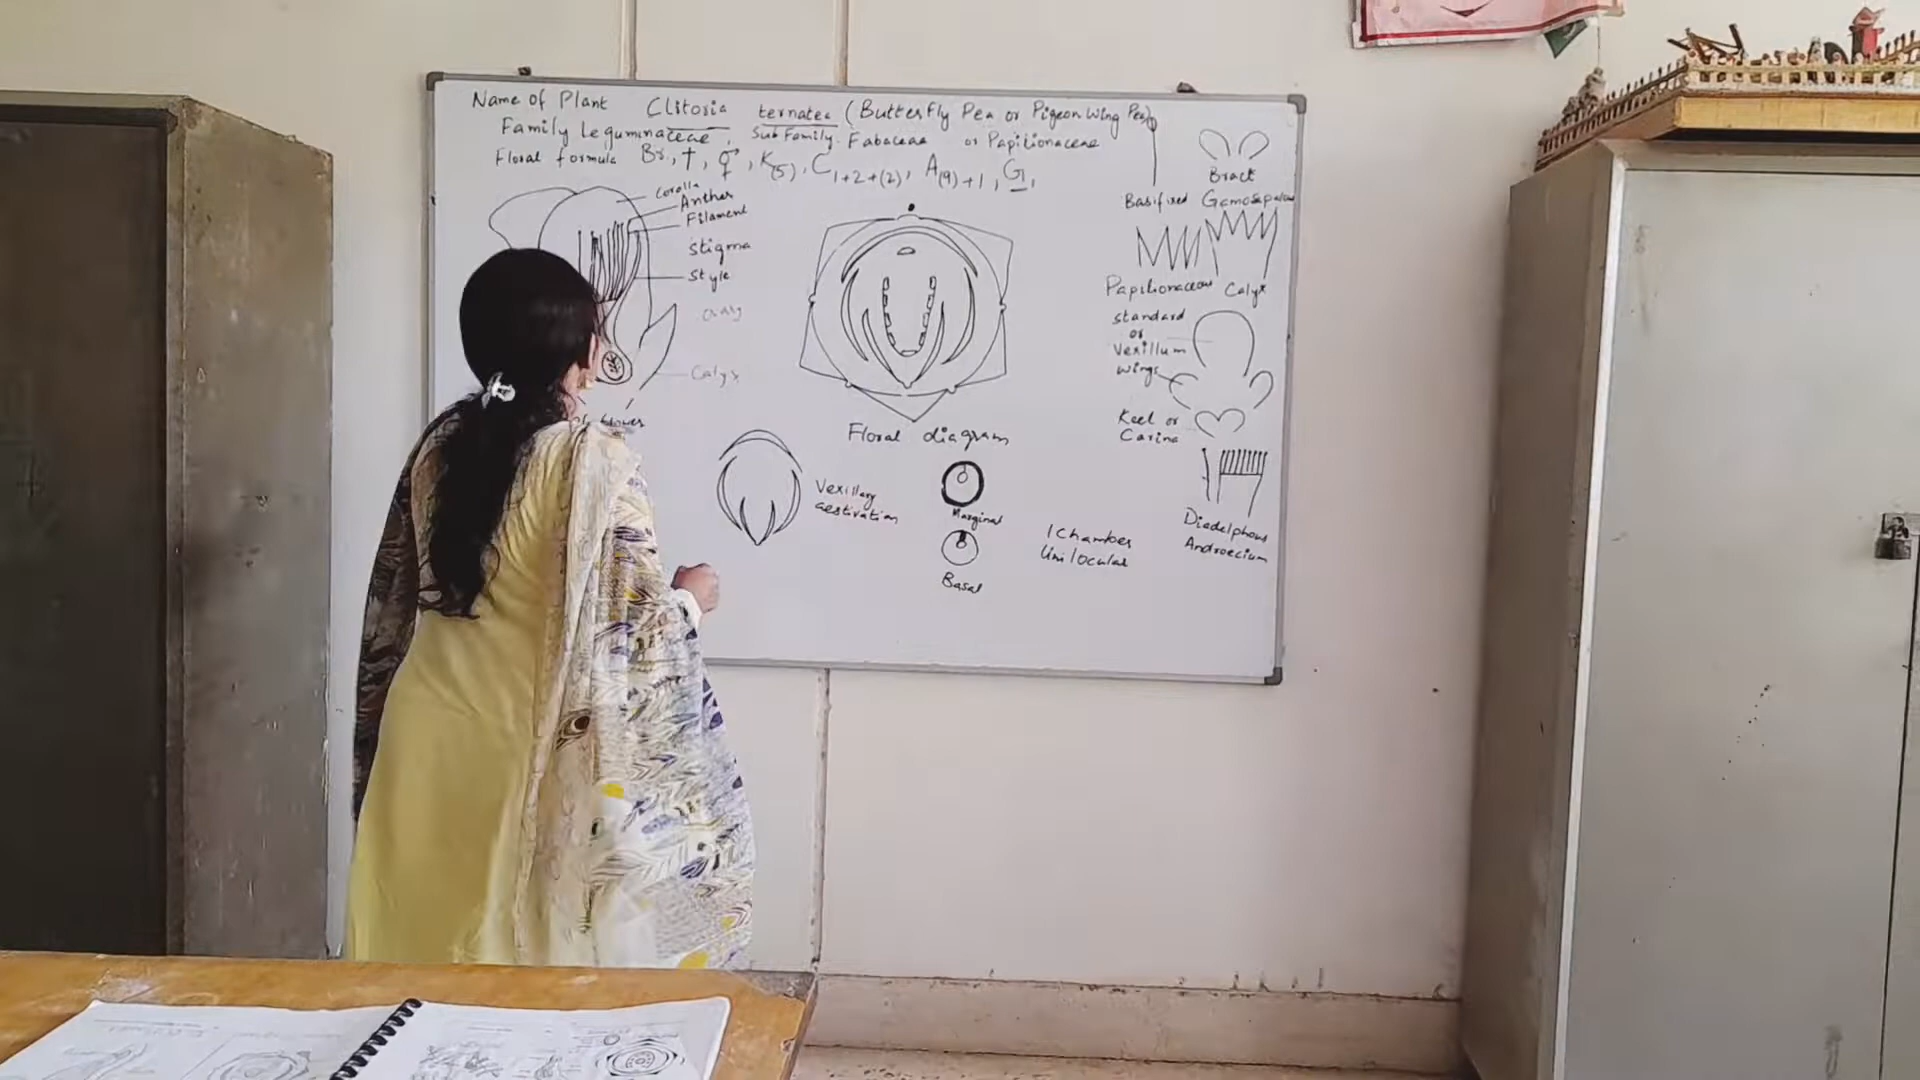 Name of Plant Clitoria ternatea (Butterfly Pea or Pigeon Wing Pea)
Family Leguminaceae, Sub Family. Fabaceae or Papilionaceae
Floral formula Br., †, ⚥, K(5), C1+2+(2), A(9)+1, G1,
Corolla
Anther
Filament
Stigma
Style
Calyx
flower
Floral diagram
Vexillary
aestivation
Marginal
Basal
1 Chamber
Unilocular
Bract
Basifixed
Gamosepalous
Papilionaceous
Calyx
Standard
or
Vexillum
Wings
Keel or
Carina
Diadelphous
Androecium